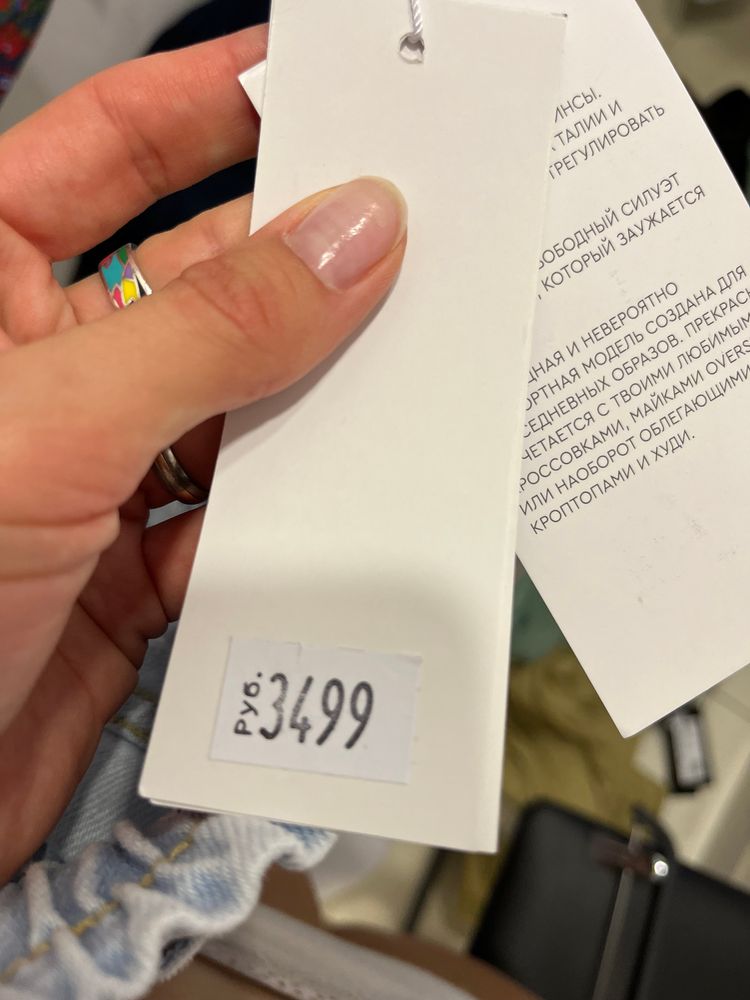 ИНСЫ.
ТАЛИИ И
ТРЕГУЛИРОВАТЬ
ВОБОДНЫЙ СИЛУЭТ
, КОТОРЫЙ ЗАУЖАЕТСЯ
ДНАЯ И НЕВЕРОЯТНО
ОРТНАЯ МОДЕЛЬ СОЗДАНА ДЛЯ
СЕДНЕВНЫХ ОБРАЗОВ. ПРЕКРАС
ЧЕТАЕТСЯ С ТВОИМИ ЛЮБИМЫМ
РОССОВКАМИ, МАЙКАМИ OVERS
ИЛИ НАОБОРОТ ОБЛЕГАЮЩИМИ
КРОПТОПАМИ И ХУДИ.
РУБ. 3499